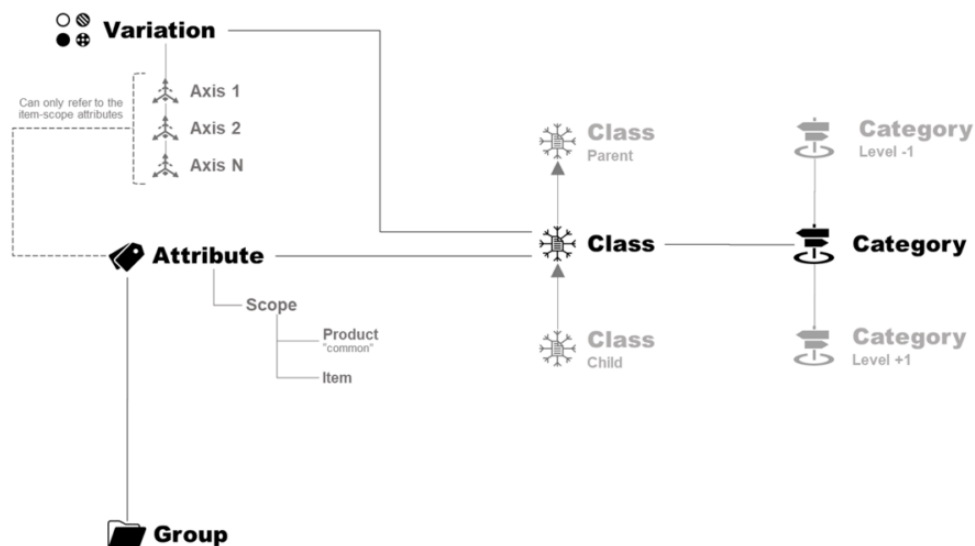 Variation
Axis 1
Can only refer to the
item-scope attributes
Axis 2
Axis N
Class
Parent
Category
Level -1
Attribute
Class
Category
Scope
Product
"common"
Item
Class
Child
Category
Level +1
Group